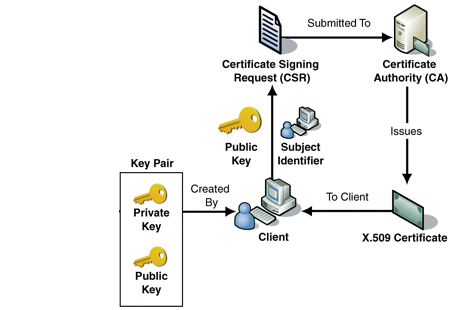 Submitted To
Certificate Signing
Request (CSR)
Certificate
Authority (CA)
Public
Key
Subject
Identifier
Issues
Key Pair
Private
Key
Public
Key
Created
By
Client
To Client
X.509 Certificate